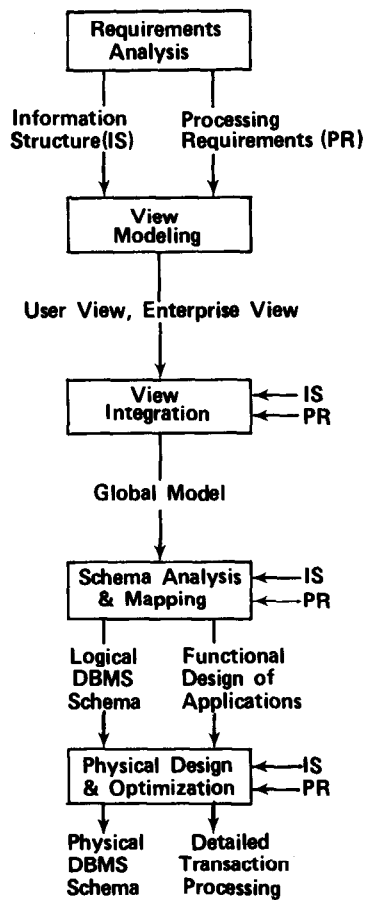 Requirements
Analysis
Information
Structure(IS)
Processing
Requirements (PR)
View
Modeling
User View, Enterprise View
View
Integration
IS
PR
Global Model
Schema Analysis
& Mapping
IS
PR
Logical
DBMS
Schema
Functional
Design of
Applications
Physical Design
& Optimization
IS
PR
Physical
DBMS
Schema
Detailed
Transaction
Processing